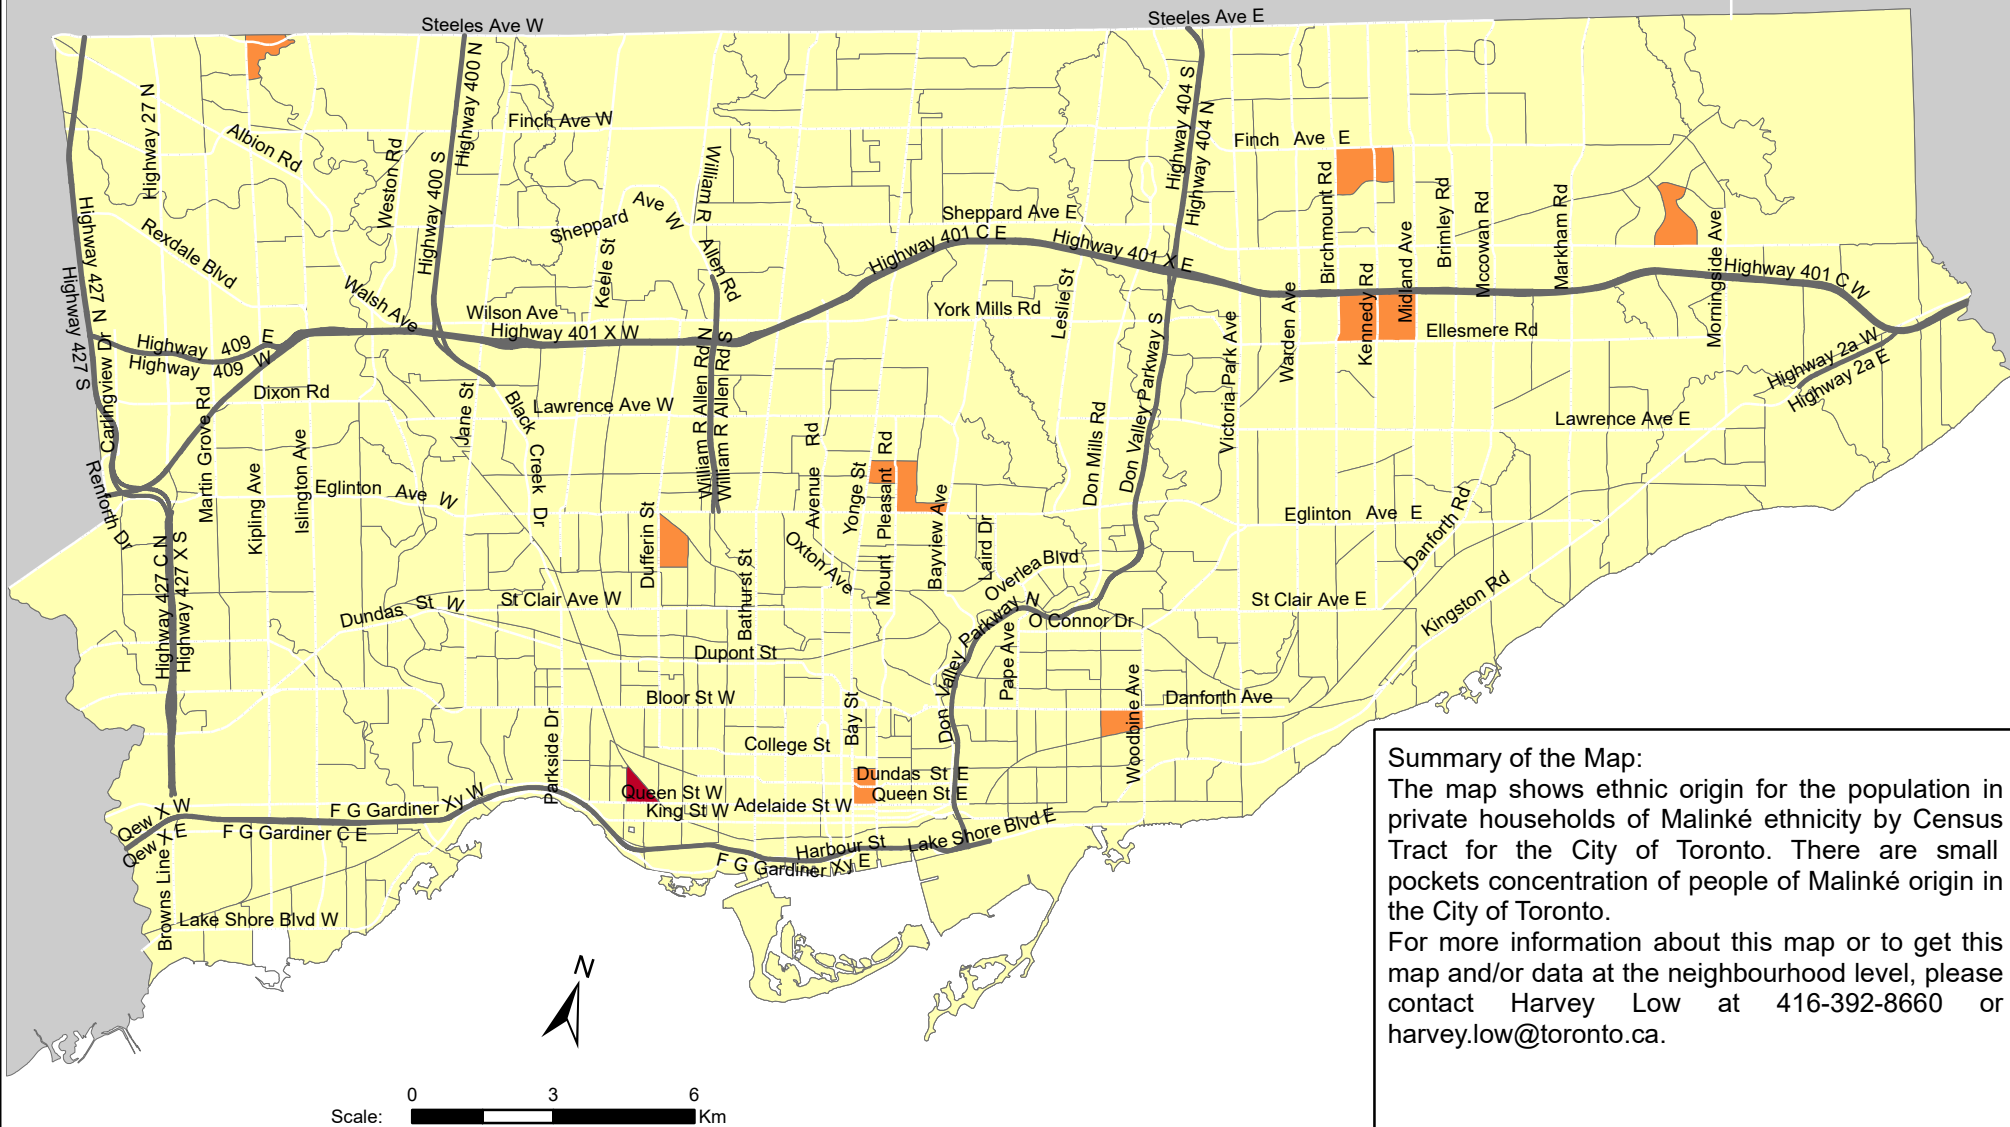 Steeles Ave W
Steeles Ave E
Highway 400 N
Highway 404 S
Highway 404 N
Highway 27 N
Finch Ave W
Finch Ave E
Albion Rd
Weston Rd
Highway 400 S
William R Allen Rd
Sheppard Ave W
Sheppard Ave E
Keele St
Birchmount Rd
Midland Ave
Brimley Rd
Mccowan Rd
Markham Rd
Morningside Ave
Highway 427 N
Highway 427 S
Rexdale Blvd
Highway 401 C E
Highway 401 X E
Highway 401 C W
Walsh Ave
Wilson Ave
Highway 401 X W
York Mills Rd
Leslie St
Warden Ave
Kennedy Rd
Ellesmere Rd
Highway 409 E
Highway 409 W
Carlingview Dr
Dixon Rd
Martin Grove Rd
Jane St
Black Creek Dr
Lawrence Ave W
William R Allen Rd N
William R Allen Rd S
Don Valley Parkway S
Victoria Park Ave
Highway 2a W
Highway 2a E
Lawrence Ave E
Renforth Dr
Kipling Ave
Islington Ave
Eglinton Ave W
Avenue Rd
Yonge St
Mount Pleasant Rd
Bayview Ave
Laird Dr
Don Mills Rd
Eglinton Ave E
Danforth Rd
Dufferin St
Oxton Ave
Bathurst St
Overlea Blvd
Highway 427 C N
Highway 427 X S
Dundas St W
St Clair Ave W
St Clair Ave E
Kingston Rd
O Connor Dr
Don Valley Parkway N
Pape Ave
Dupont St
Bloor St W
Danforth Ave
Woodbine Ave
Parkside Dr
Bay St
College St
Dundas St E
Queen St W
Queen St E
King St W
Adelaide St W
Qew X W
Qew X E
F G Gardiner Xy W
F G Gardiner C E
Harbour St
Lake Shore Blvd E
F G Gardiner Xy E
Browns Line
Lake Shore Blvd W
N
0 3 6
Scale: Km
Summary of the Map:
The map shows ethnic origin for the population in
private households of Malinké ethnicity by Census
Tract for the City of Toronto. There are small
pockets concentration of people of Malinké origin in
the City of Toronto.
For more information about this map or to get this
map and/or data at the neighbourhood level, please
contact Harvey Low at 416-392-8660 or
harvey.low@toronto.ca.